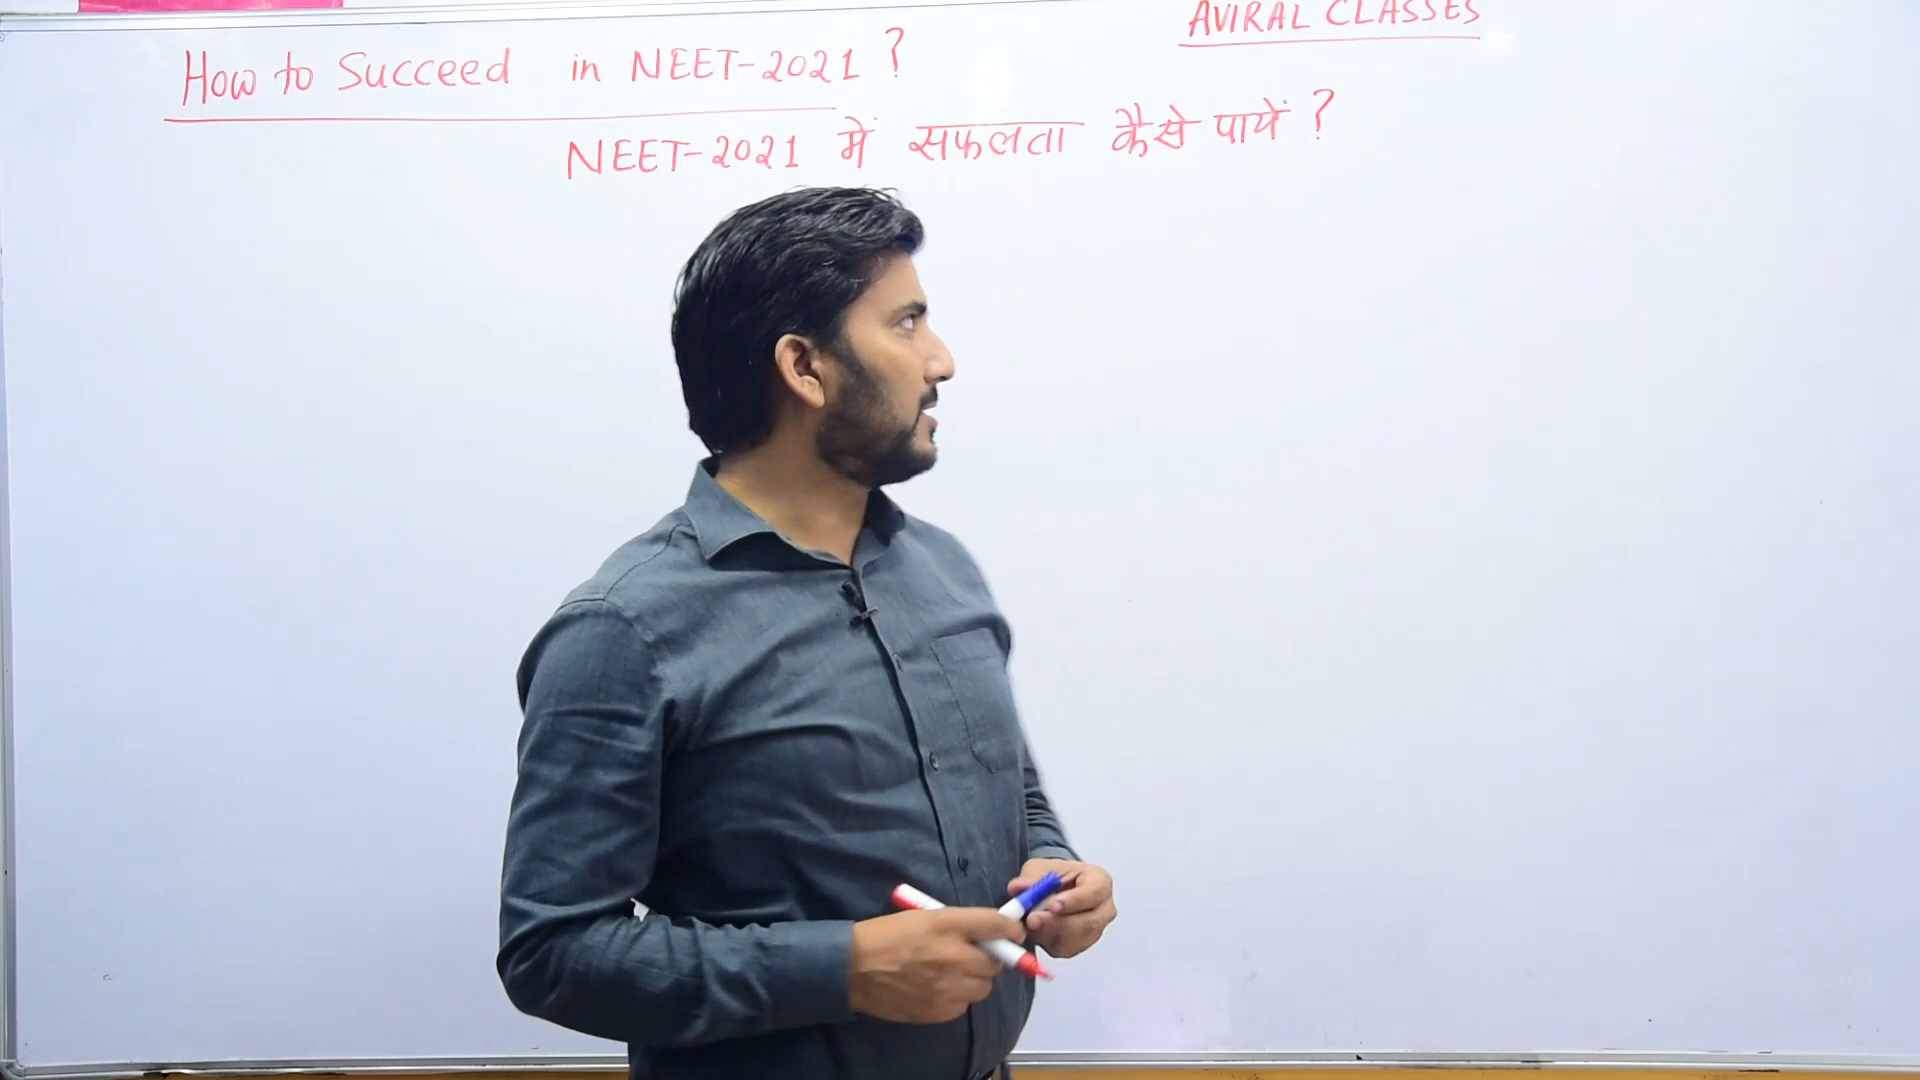 AVIRAL CLASSES
How to Succeed in NEET-2021 ?
NEET-2021 में सफलता कैसे पायें ?